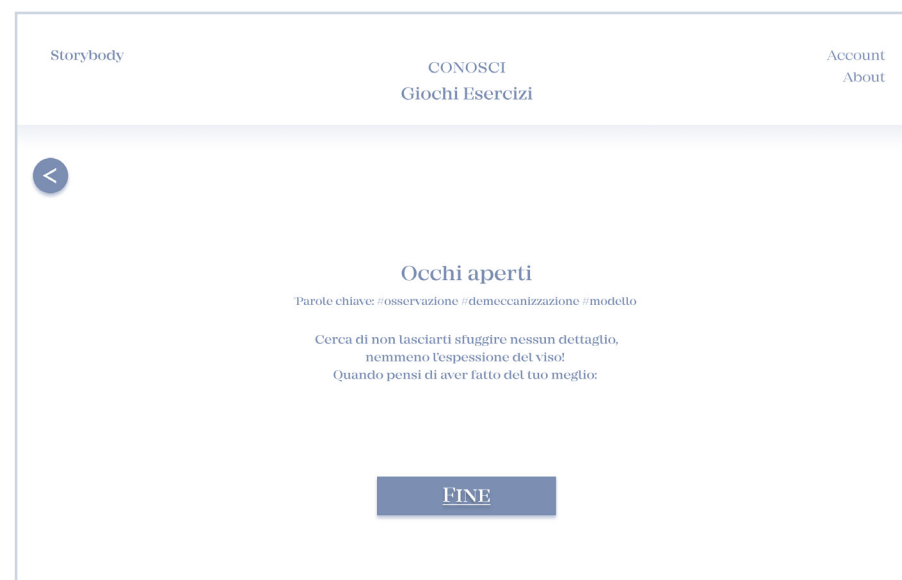 Storybody
CONOSCI
Giochi Esercizi
Account
About
<
Occhi aperti
Parole chiave: #osservazione #demeccanizzazione #modello
Cerca di non lasciarti sfuggire nessun dettaglio,
nemmeno l'espessione del viso!
Quando pensi di aver fatto del tuo meglio:
FINE